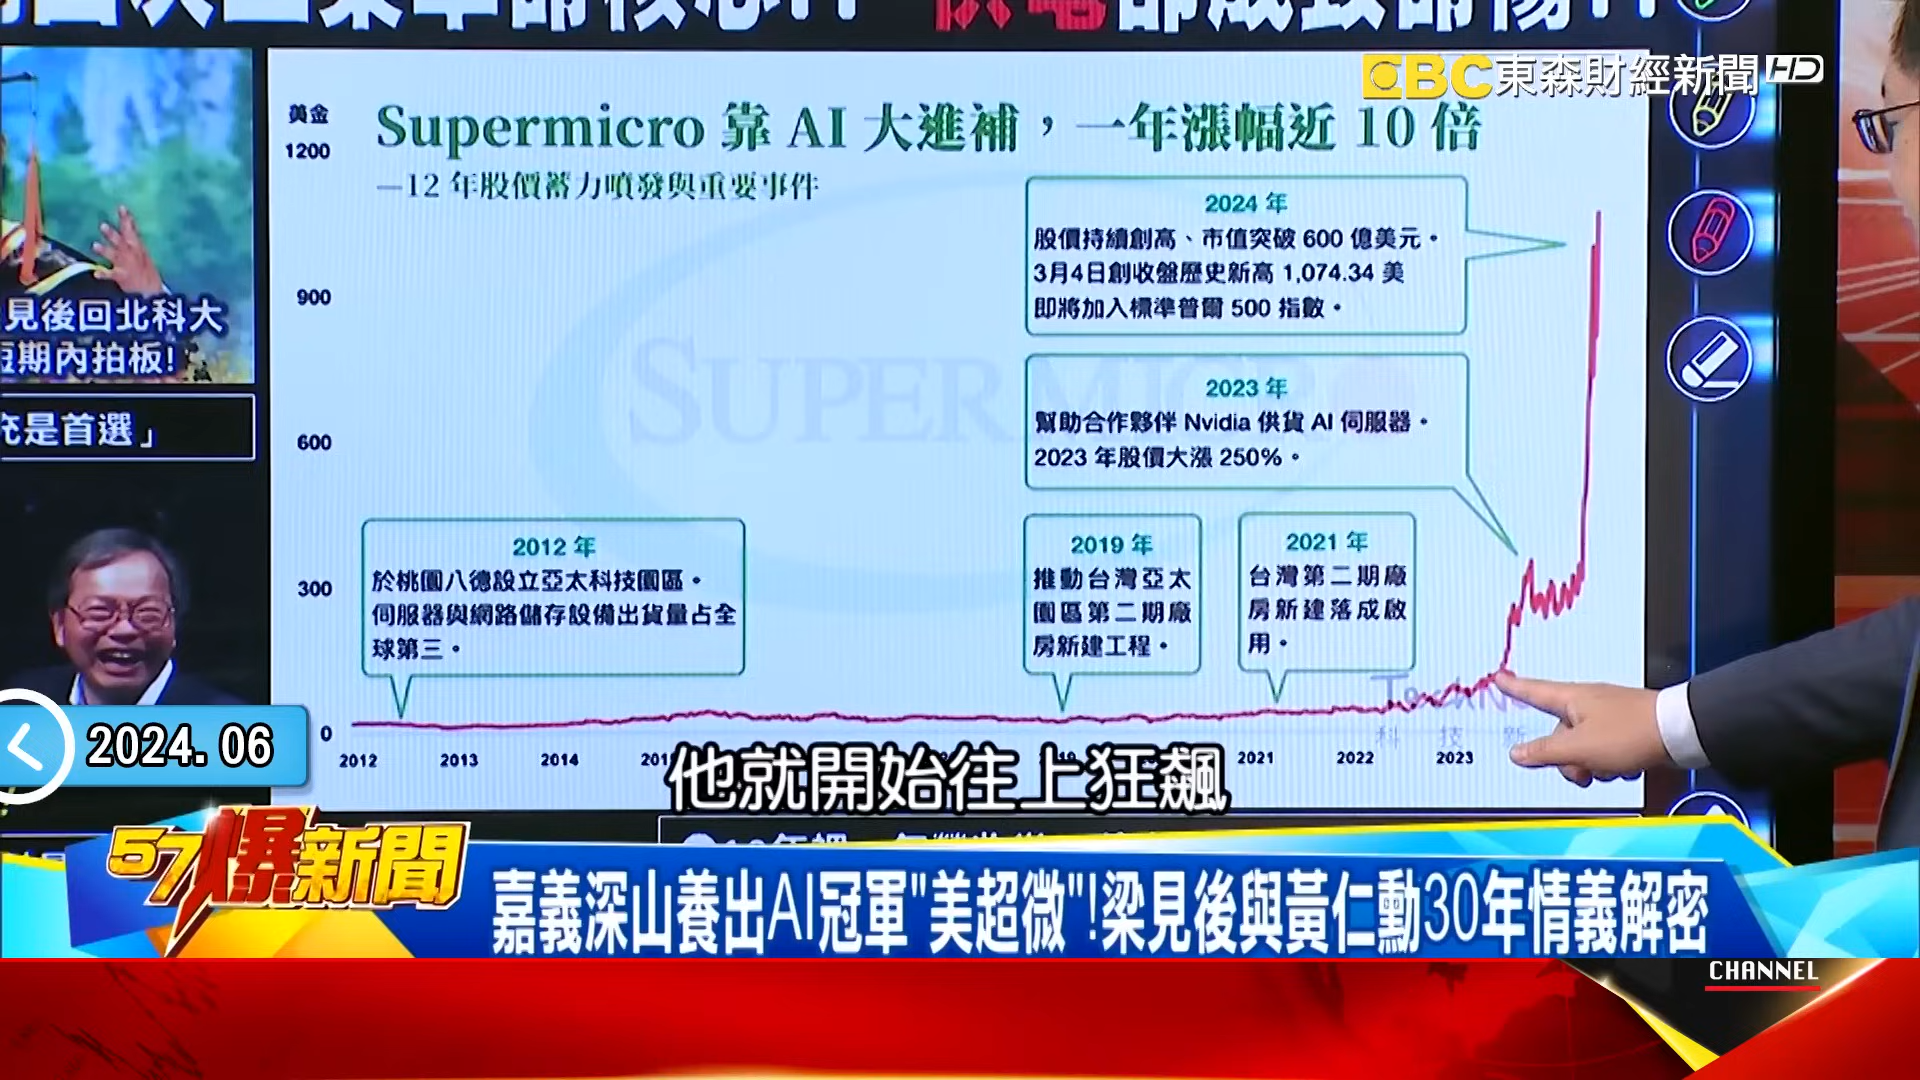 EBC 東森財經新聞 HD
美金
1200
900
600
300
0
Supermicro 靠 AI 大進補，一年漲幅近 10 倍
—12 年股價蓄力噴發與重要事件
2024 年
股價持續創高、市值突破 600 億美元。
3月4日創收盤歷史新高 1,074.34 美
即將加入標準普爾 500 指數。
SUPERMICR
2023 年
幫助合作夥伴 Nvidia 供貨 AI 伺服器。
2023 年股價大漲 250%。
2012 年
於桃園八德設立亞太科技園區。
伺服器與網路儲存設備出貨量占全
球第三。
2019 年
推動台灣亞太
園區第二期廠
房新建工程。
2021 年
台灣第二期廠
房新建落成啟
用。
科技新
2012 2013 2014 2021 2022 2023
見後回北科大
短期內拍板!
充是首選」
2024.06
他就開始往上狂飆
57爆新聞
嘉義深山養出AI冠軍"美超微"!梁見後與黃仁勳30年情義解密
CHANNEL